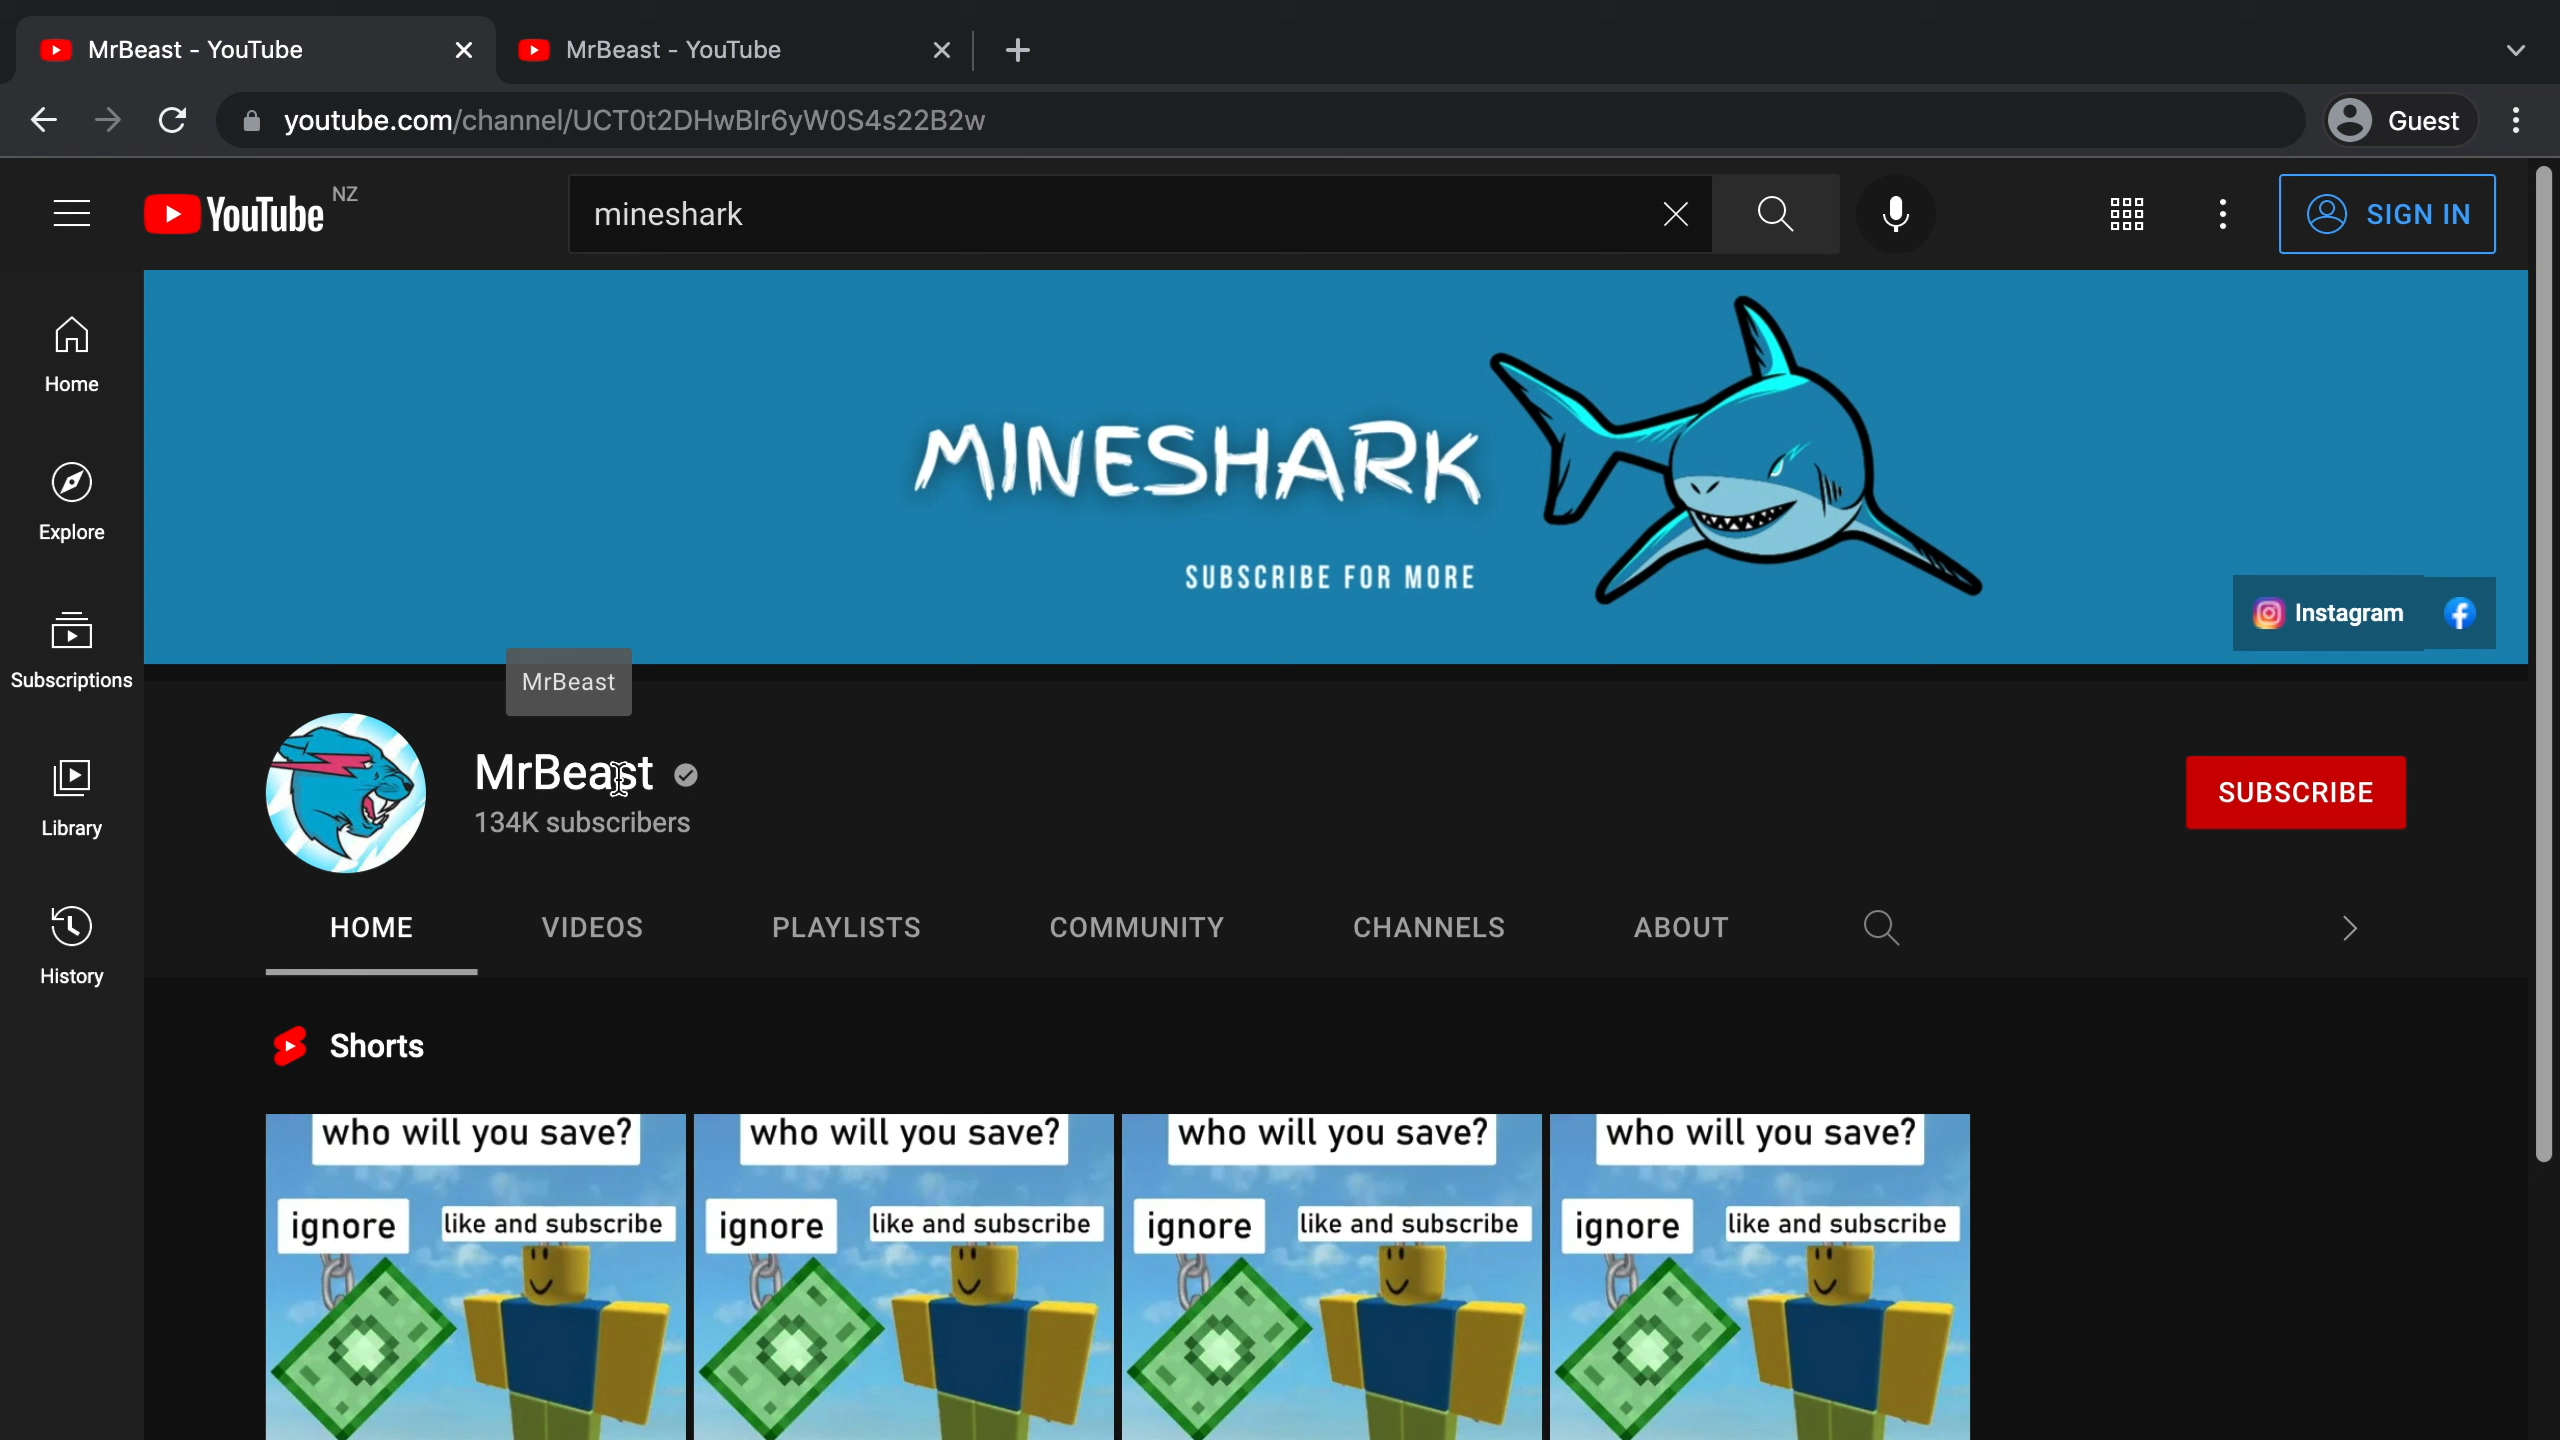 MrBeast - YouTube
MrBeast - YouTube
youtube.com/channel/UCT0t2DHwBIr6yW0S4s22B2w
Guest
YouTube NZ
mineshark
SIGN IN
Home
Explore
Subscriptions
Library
History
MINESHARK
SUBSCRIBE FOR MORE
Instagram
MrBeast
MrBeast
134K subscribers
SUBSCRIBE
HOME
VIDEOS
PLAYLISTS
COMMUNITY
CHANNELS
ABOUT
Shorts
who will you save?
ignore
like and subscribe
who will you save?
ignore
like and subscribe
who will you save?
ignore
like and subscribe
who will you save?
ignore
like and subscribe